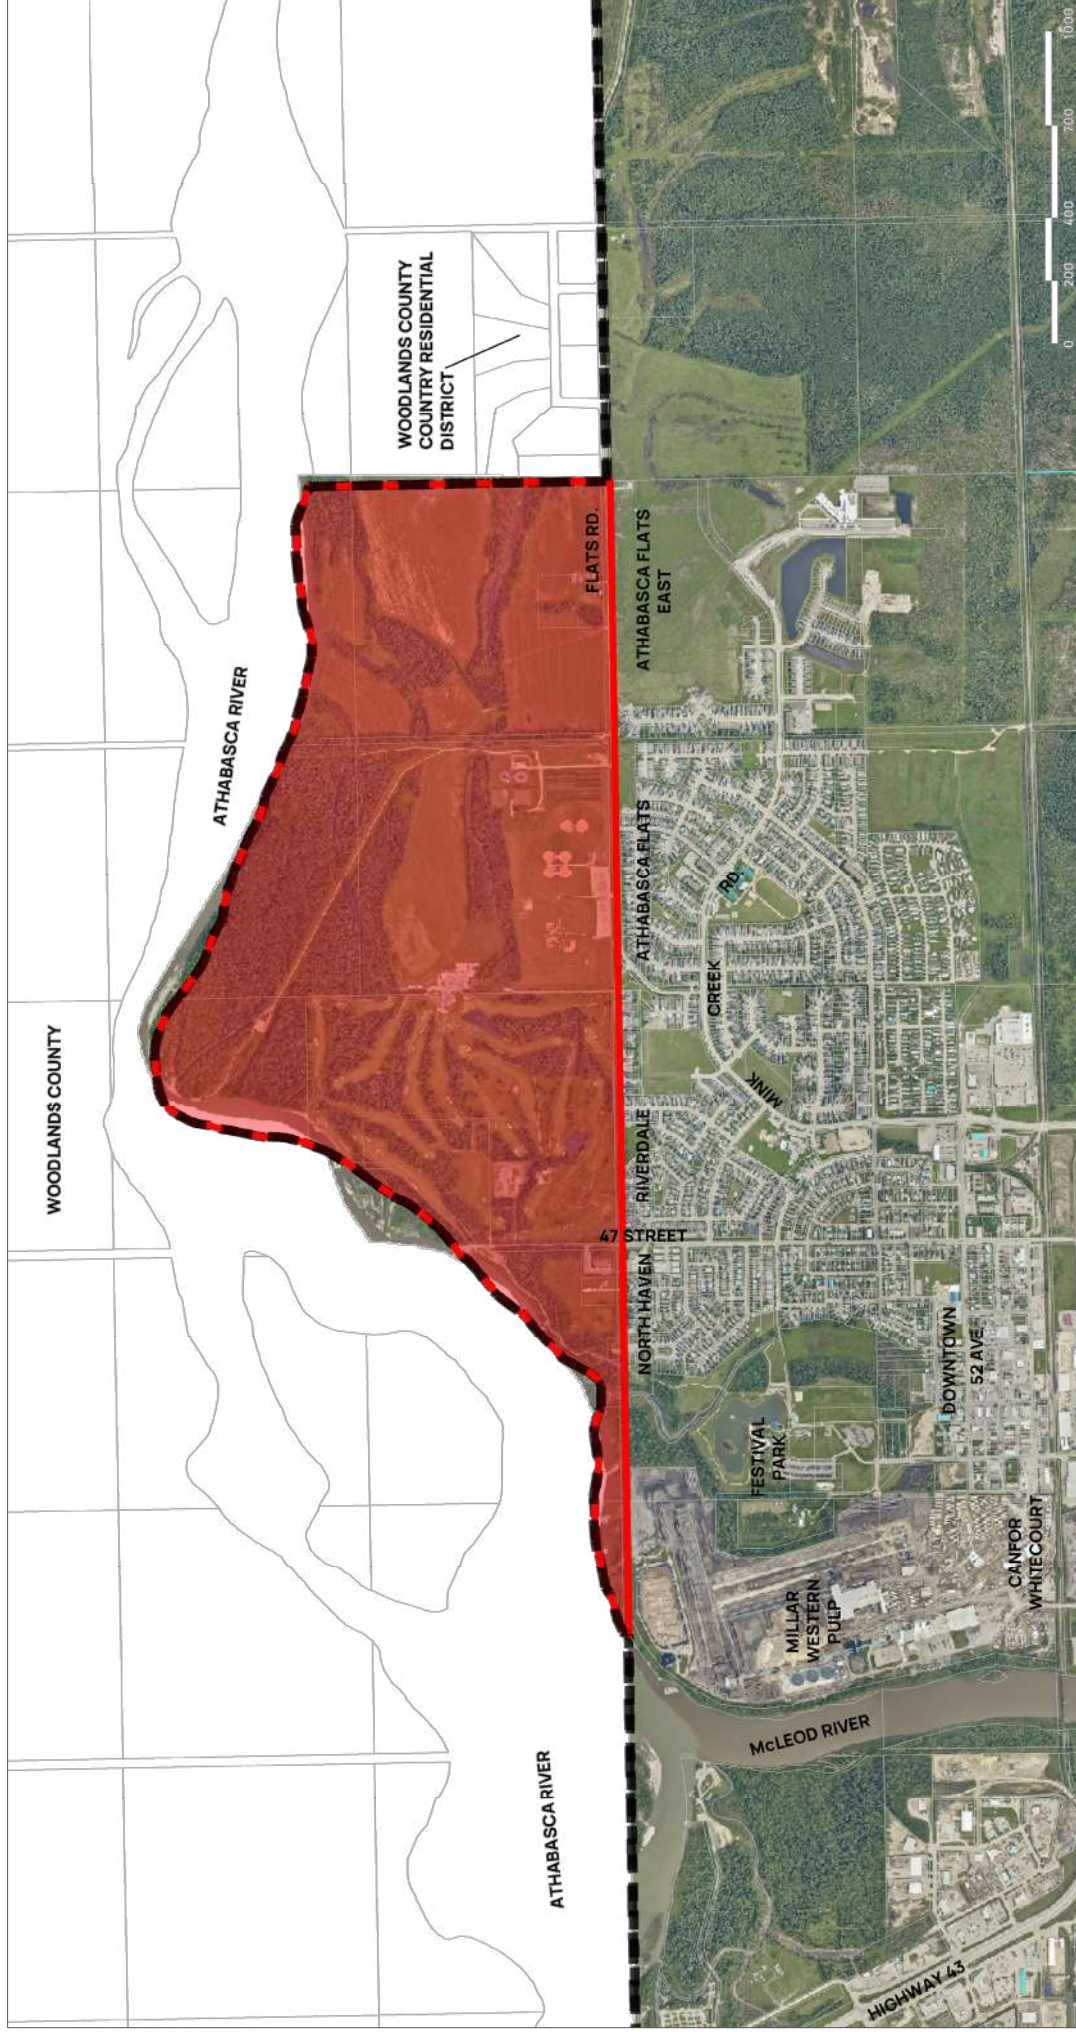 WOODLANDS COUNTY
ATHABASCA RIVER
WOODLANDS COUNTY
COUNTRY RESIDENTIAL
DISTRICT
ATHABASCA RIVER
FLATS RD.
47 STREET
NORTH HAVEN
RIVERDALE
ATHABASCA FLATS
ATHABASCA FLATS
EAST
MINK
CREEK
RD.
FESTIVAL
PARK
MILLAR
WESTERN
PULP
McLEOD RIVER
DOWNTOWN
52 AVE
CANFOR
WHITECOURT
HIGHWAY 43
0
200
400
700
1000